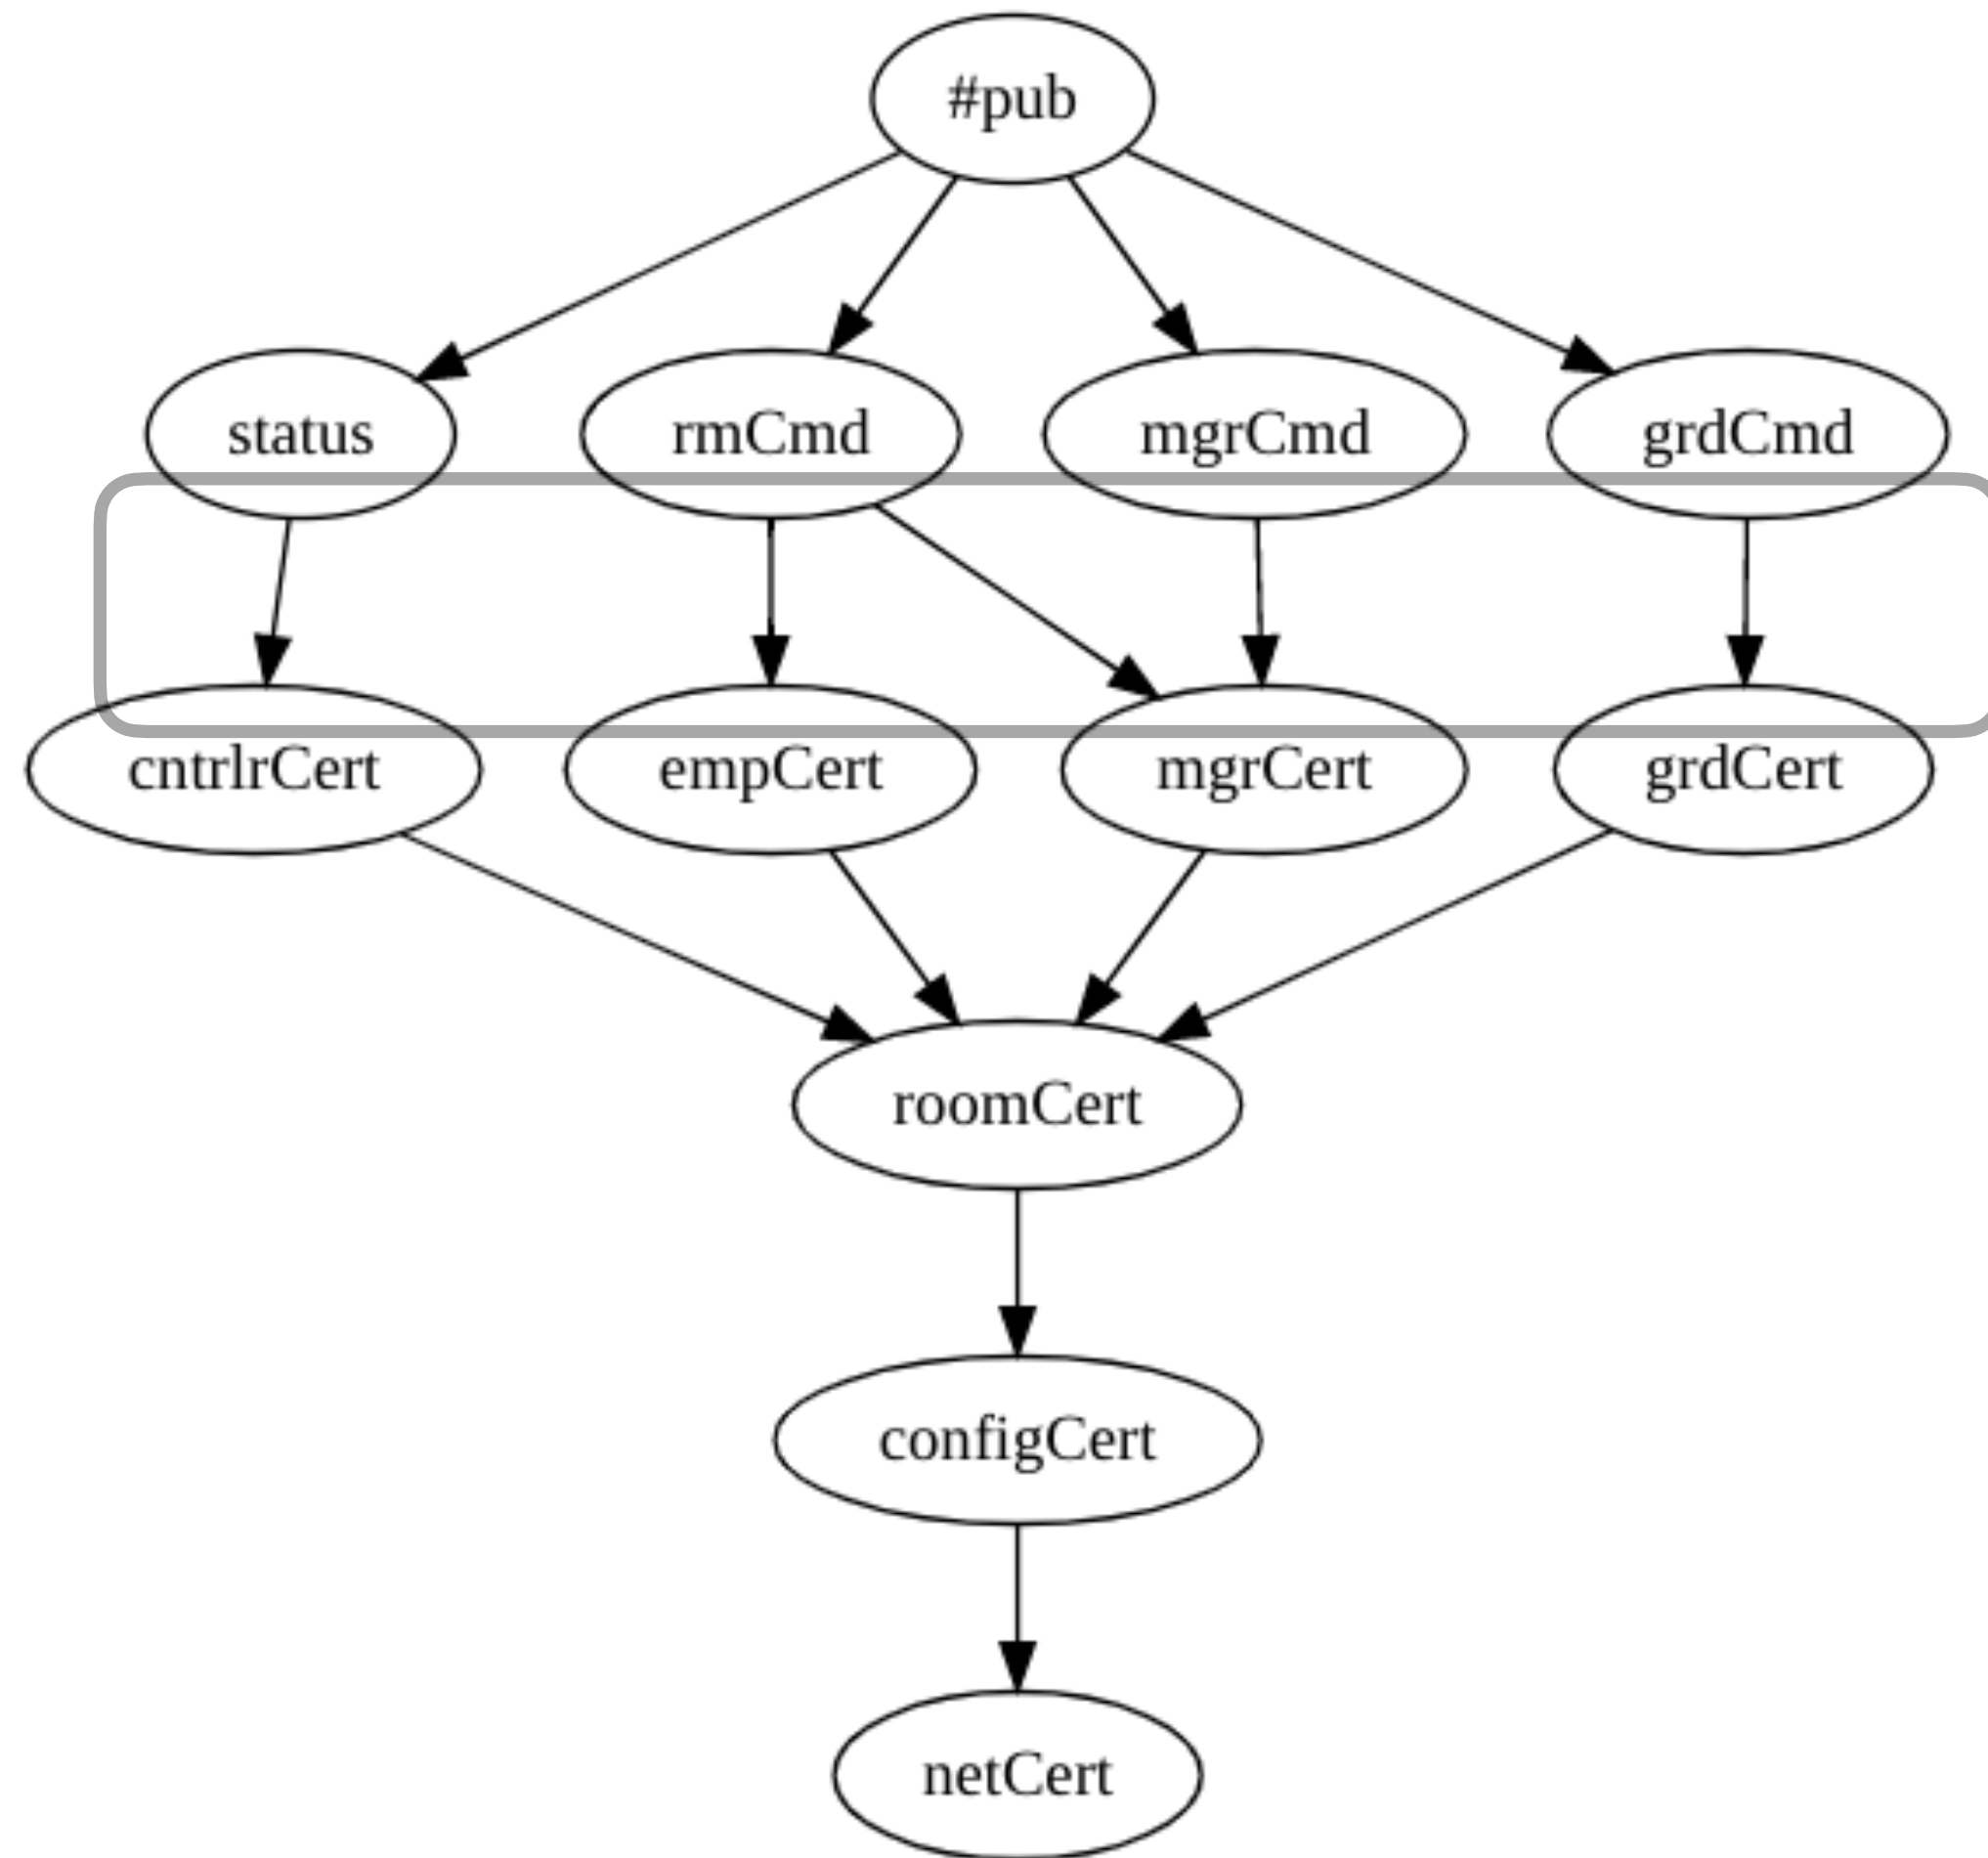 #pub
status rmCmd mgrCmd grdCmd
cntrlrCert empCert mgrCert grdCert
roomCert
configCert
netCert